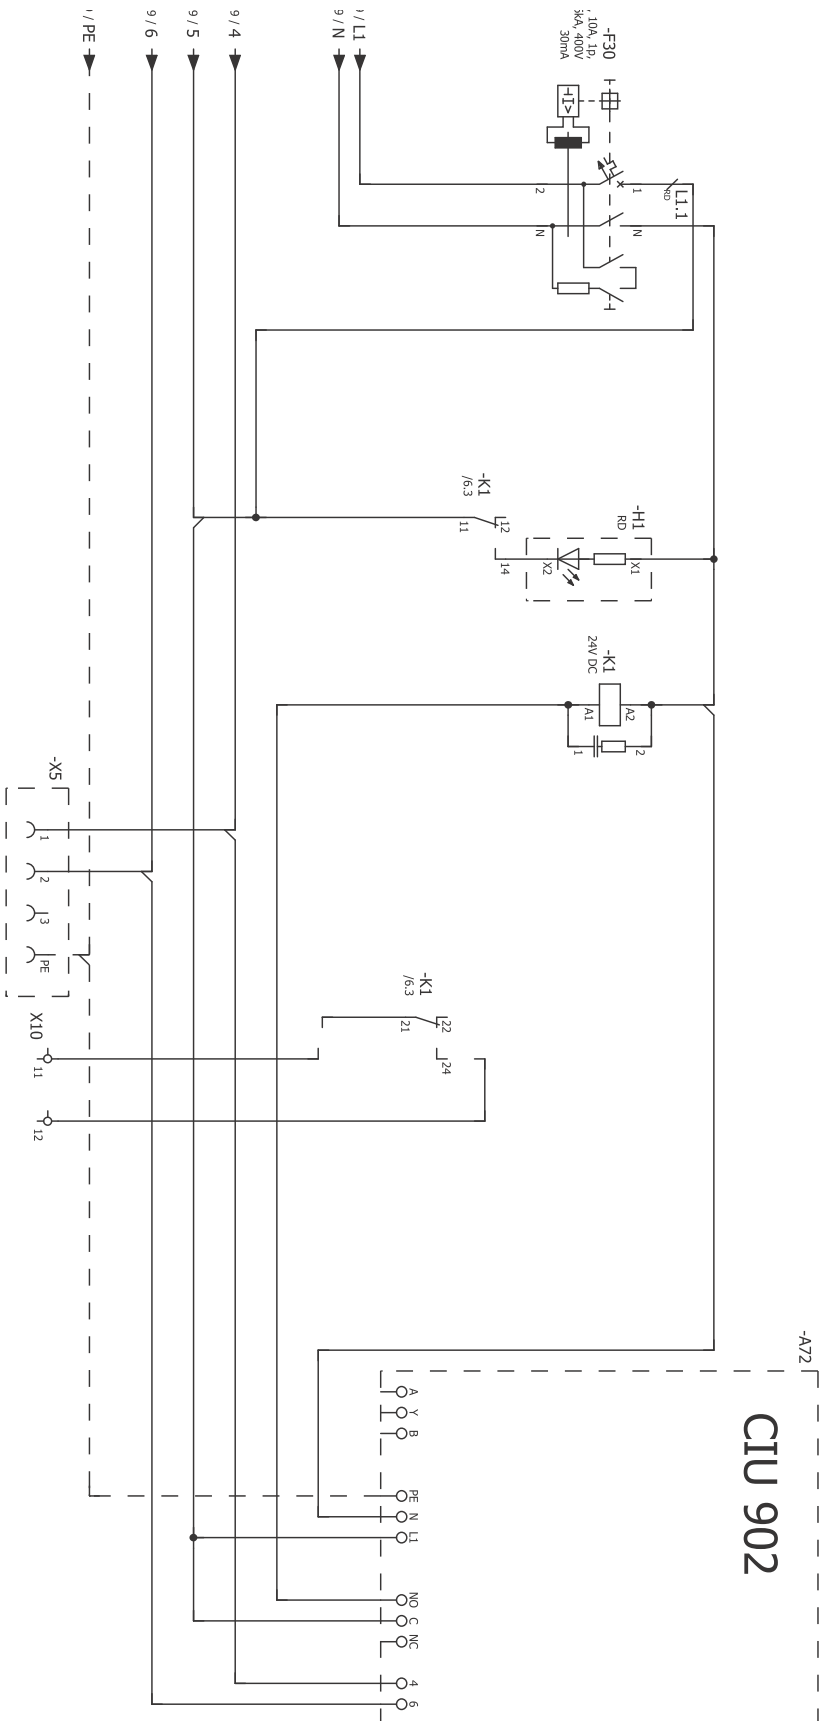 / PE
9 / 6
9 / 5
9 / 4
9 / N
/ L1
-F30
, 10A, 1p,
kA, 400V
30mA
I>
2
1
RD
L1.1
N
N
-K1
/6.3
11
12
14
-H1
RD
X2
X1
-K1
24V DC
A1
A2
1
2
-X5
1
2
3
PE
X10
11
12
-K1
/6.3
21
22
24
-A72
CIU 902
A
Y
B
PE
N
L1
NO
C
NC
4
6